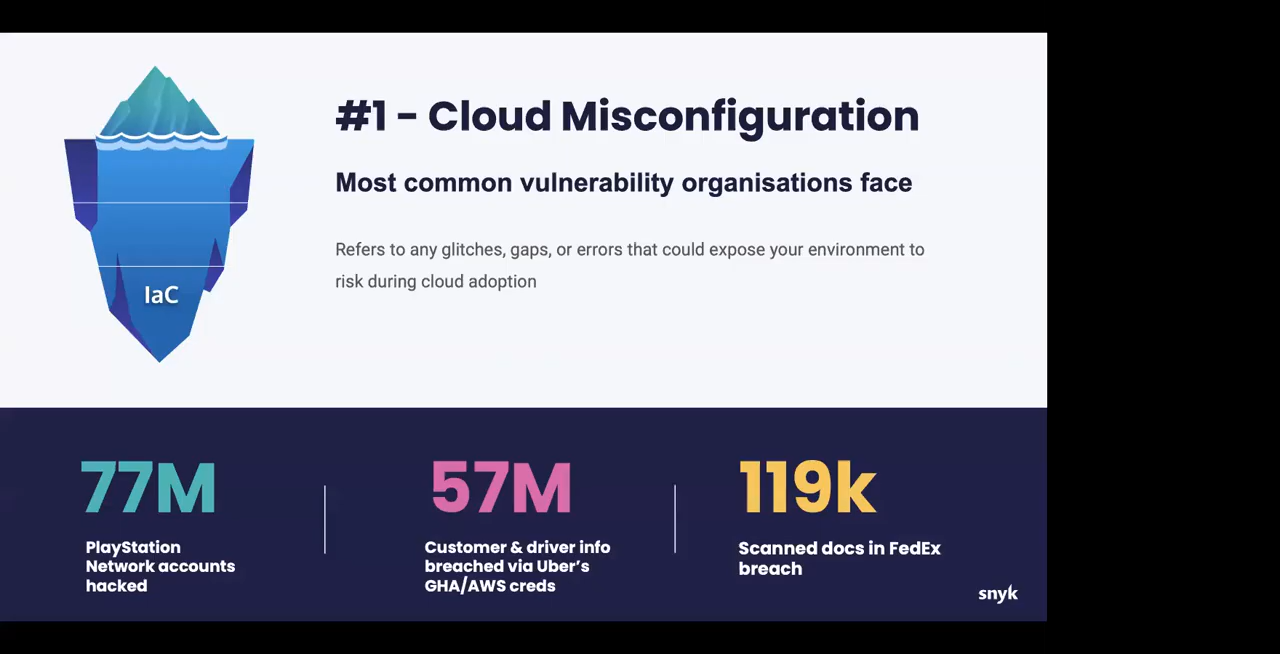 #1 - Cloud Misconfiguration
Most common vulnerability organisations face
Refers to any glitches, gaps, or errors that could expose your environment to
risk during cloud adoption
IaC
77M
PlayStation
Network accounts
hacked
57M
Customer & driver info
breached via Uber’s
GHA/AWS creds
119k
Scanned docs in FedEx
breach
snyk